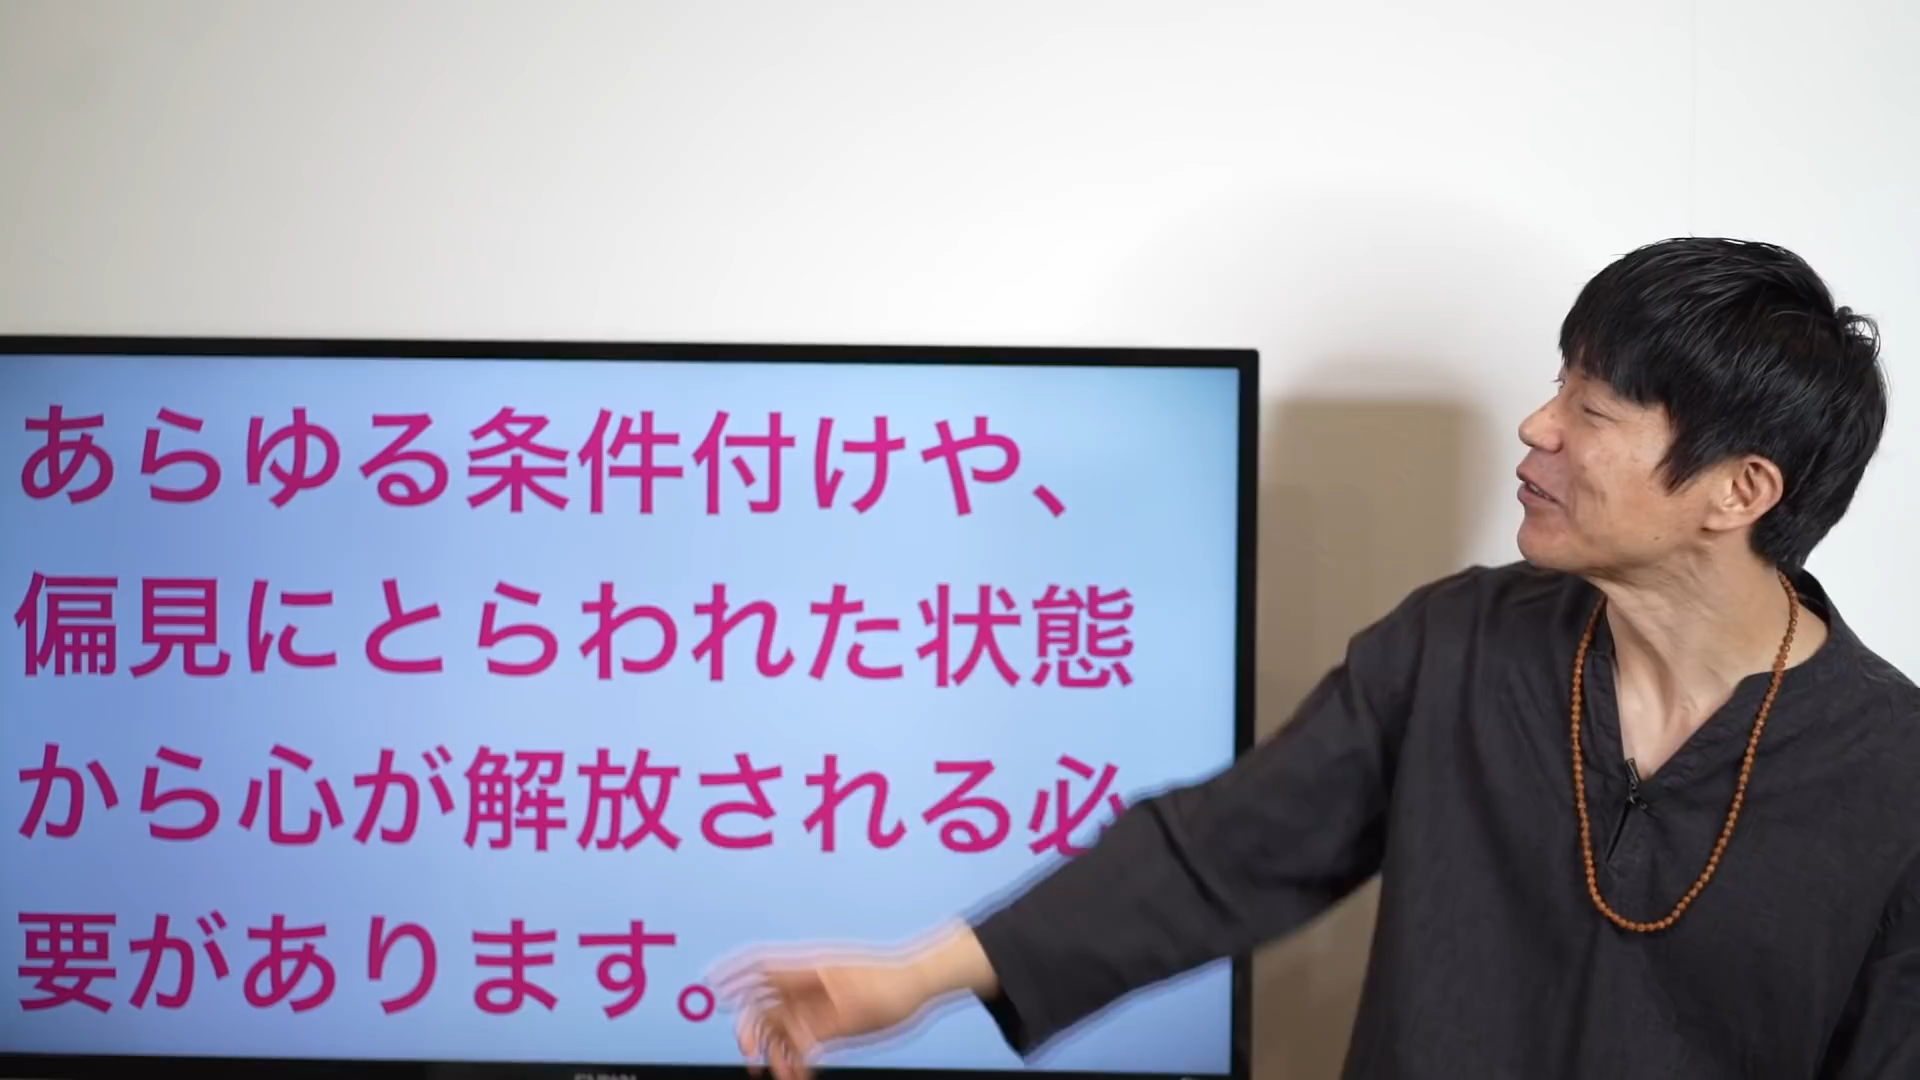 あらゆる条件付けや、
偏見にとらわれた状態
から心が解放される必
要があります。